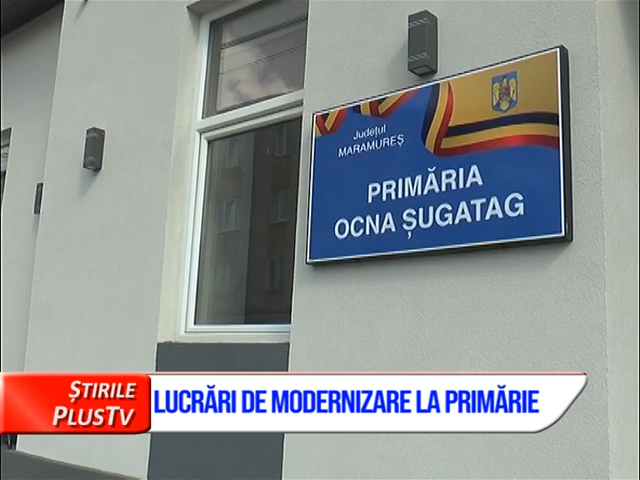 Județul
MARAMUREȘ
PRIMĂRIA
OCNA ȘUGATAG
ȘTIRILE
PLUSTV
LUCRĂRI DE MODERNIZARE LA PRIMĂRIE